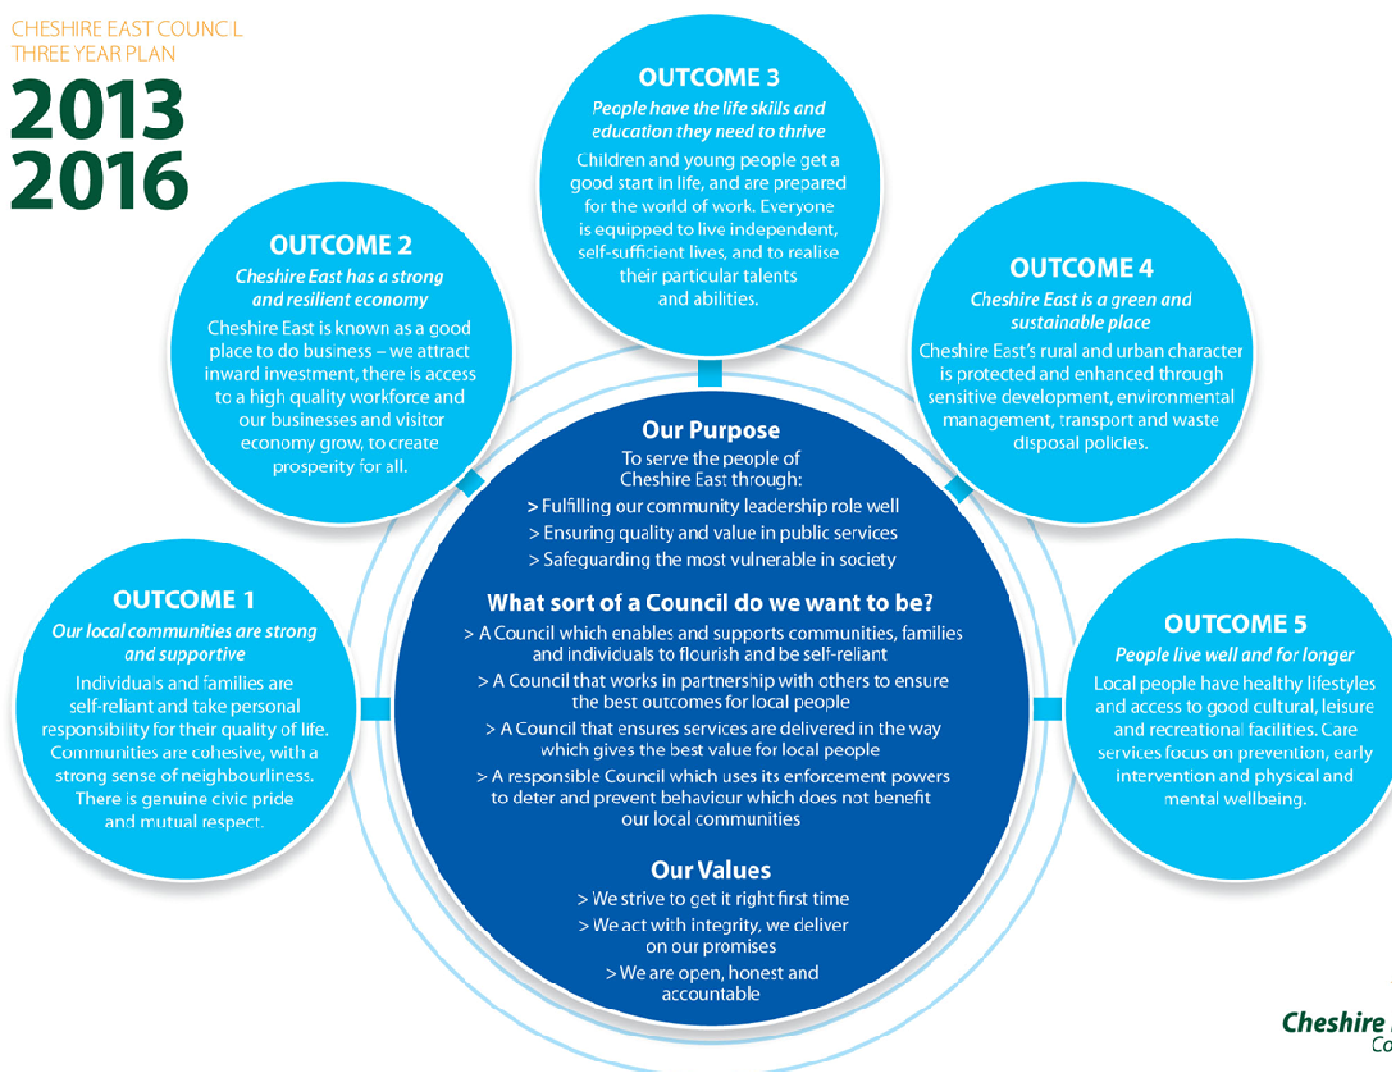 CHESHIRE EAST COUNCIL
THREE YEAR PLAN
2013
2016
OUTCOME 1
Our local communities are strong
and supportive
Individuals and families are
self-reliant and take personal
responsibility for their quality of life.
Communities are cohesive, with a
strong sense of neighbourliness.
There is genuine civic pride
and mutual respect.
OUTCOME 2
Cheshire East has a strong
and resilient economy
Cheshire East is known as a good
place to do business – we attract
inward investment, there is access
to a high quality workforce and
our businesses and visitor
economy grow, to create
prosperity for all.
OUTCOME 3
People have the life skills and
education they need to thrive
Children and young people get a
good start in life, and are prepared
for the world of work. Everyone
is equipped to live independent,
self-sufficient lives, and to realise
their particular talents
and abilities.
OUTCOME 4
Cheshire East is a green and
sustainable place
Cheshire East's rural and urban character
is protected and enhanced through
sensitive development, environmental
management, transport and waste
disposal policies.
OUTCOME 5
People live well and for longer
Local people have healthy lifestyles
and access to good cultural, leisure
and recreational facilities. Care
services focus on prevention, early
intervention and physical and
mental wellbeing.
Our Purpose
To serve the people of
Cheshire East through:
> Fulfilling our community leadership role well
> Ensuring quality and value in public services
> Safeguarding the most vulnerable in society
What sort of a Council do we want to be?
> A Council which enables and supports communities, families
and individuals to flourish and be self-reliant
> A Council that works in partnership with others to ensure
the best outcomes for local people
> A Council that ensures services are delivered in the way
which gives the best value for local people
> A responsible Council which uses its enforcement powers
to deter and prevent behaviour which does not benefit
our local communities
Our Values
> We strive to get it right first time
> We act with integrity, we deliver
on our promises
> We are open, honest and
accountable
Cheshire
Co